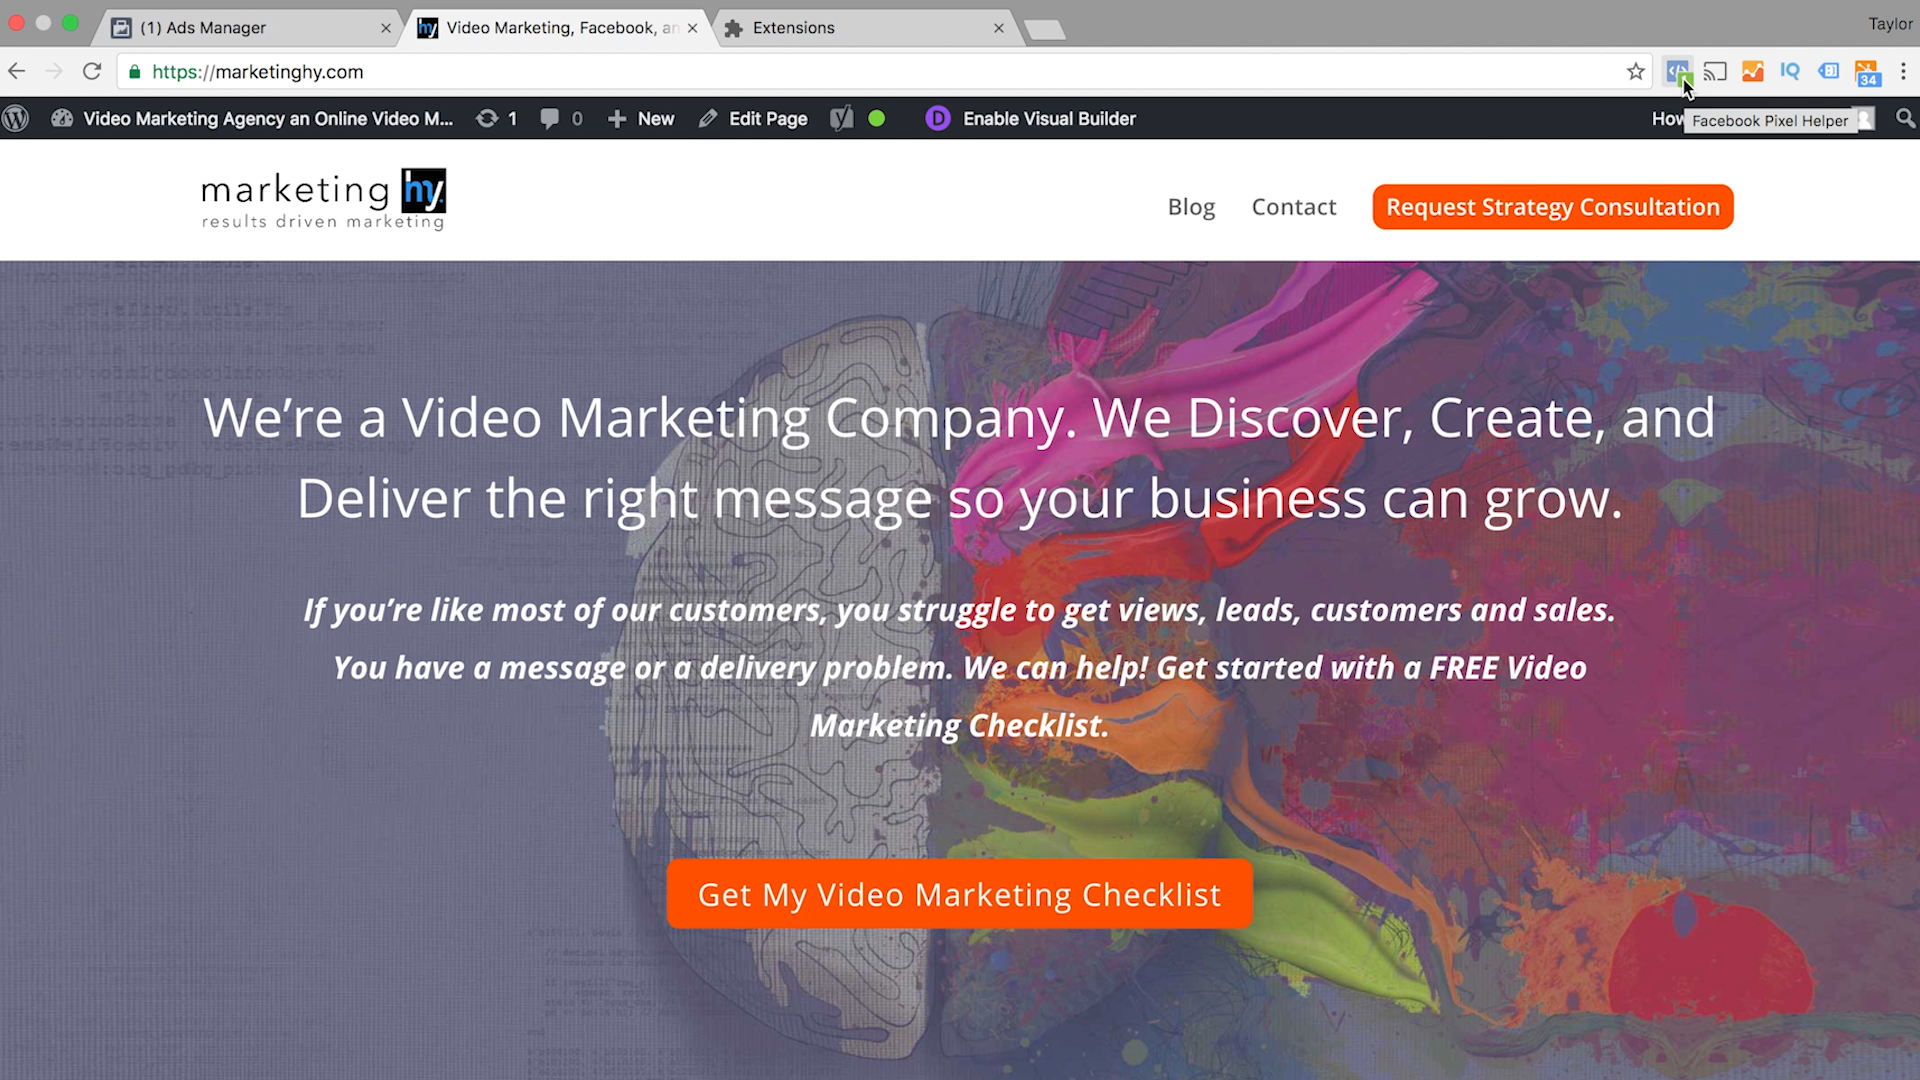 (1) Ads Manager
Video Marketing, Facebook, an
Extensions
Taylor
https://marketinghy.com
IQ
34
Video Marketing Agency an Online Video M...
1
0
New
Edit Page
D
Enable Visual Builder
How
Facebook Pixel Helper
marketing hy.
results driven marketing
Blog
Contact
Request Strategy Consultation
We're a Video Marketing Company. We Discover, Create, and
Deliver the right message so your business can grow.
If you're like most of our customers, you struggle to get views, leads, customers and sales.
You have a message or a delivery problem. We can help! Get started with a FREE Video
Marketing Checklist.
Get My Video Marketing Checklist